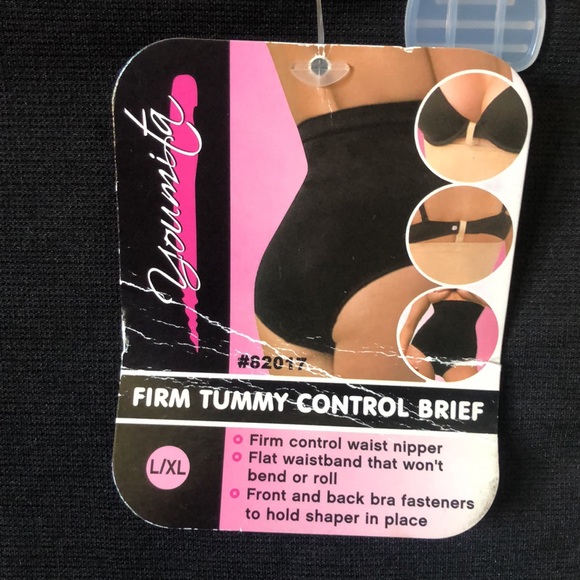 Youmita
#62017
FIRM TUMMY CONTROL BRIEF
L/XL
Firm control waist nipper
Flat waistband that won't
bend or roll
Front and back bra fasteners
to hold shaper in place